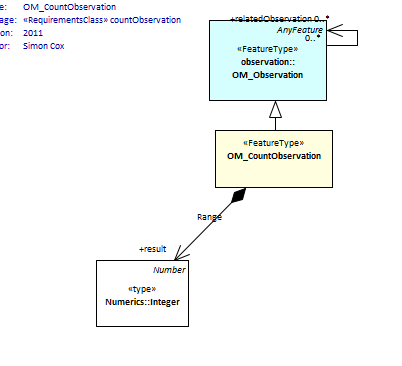 e: OM_CountObservation
age: «RequirementsClass» countObservation
on: 2011
or: Simon Cox
+relatedObservation 0..*
AnyFeature
0..*
«FeatureType»
observation::
OM_Observation
«FeatureType»
OM_CountObservation
Range
+result
Number
«type»
Numerics::Integer